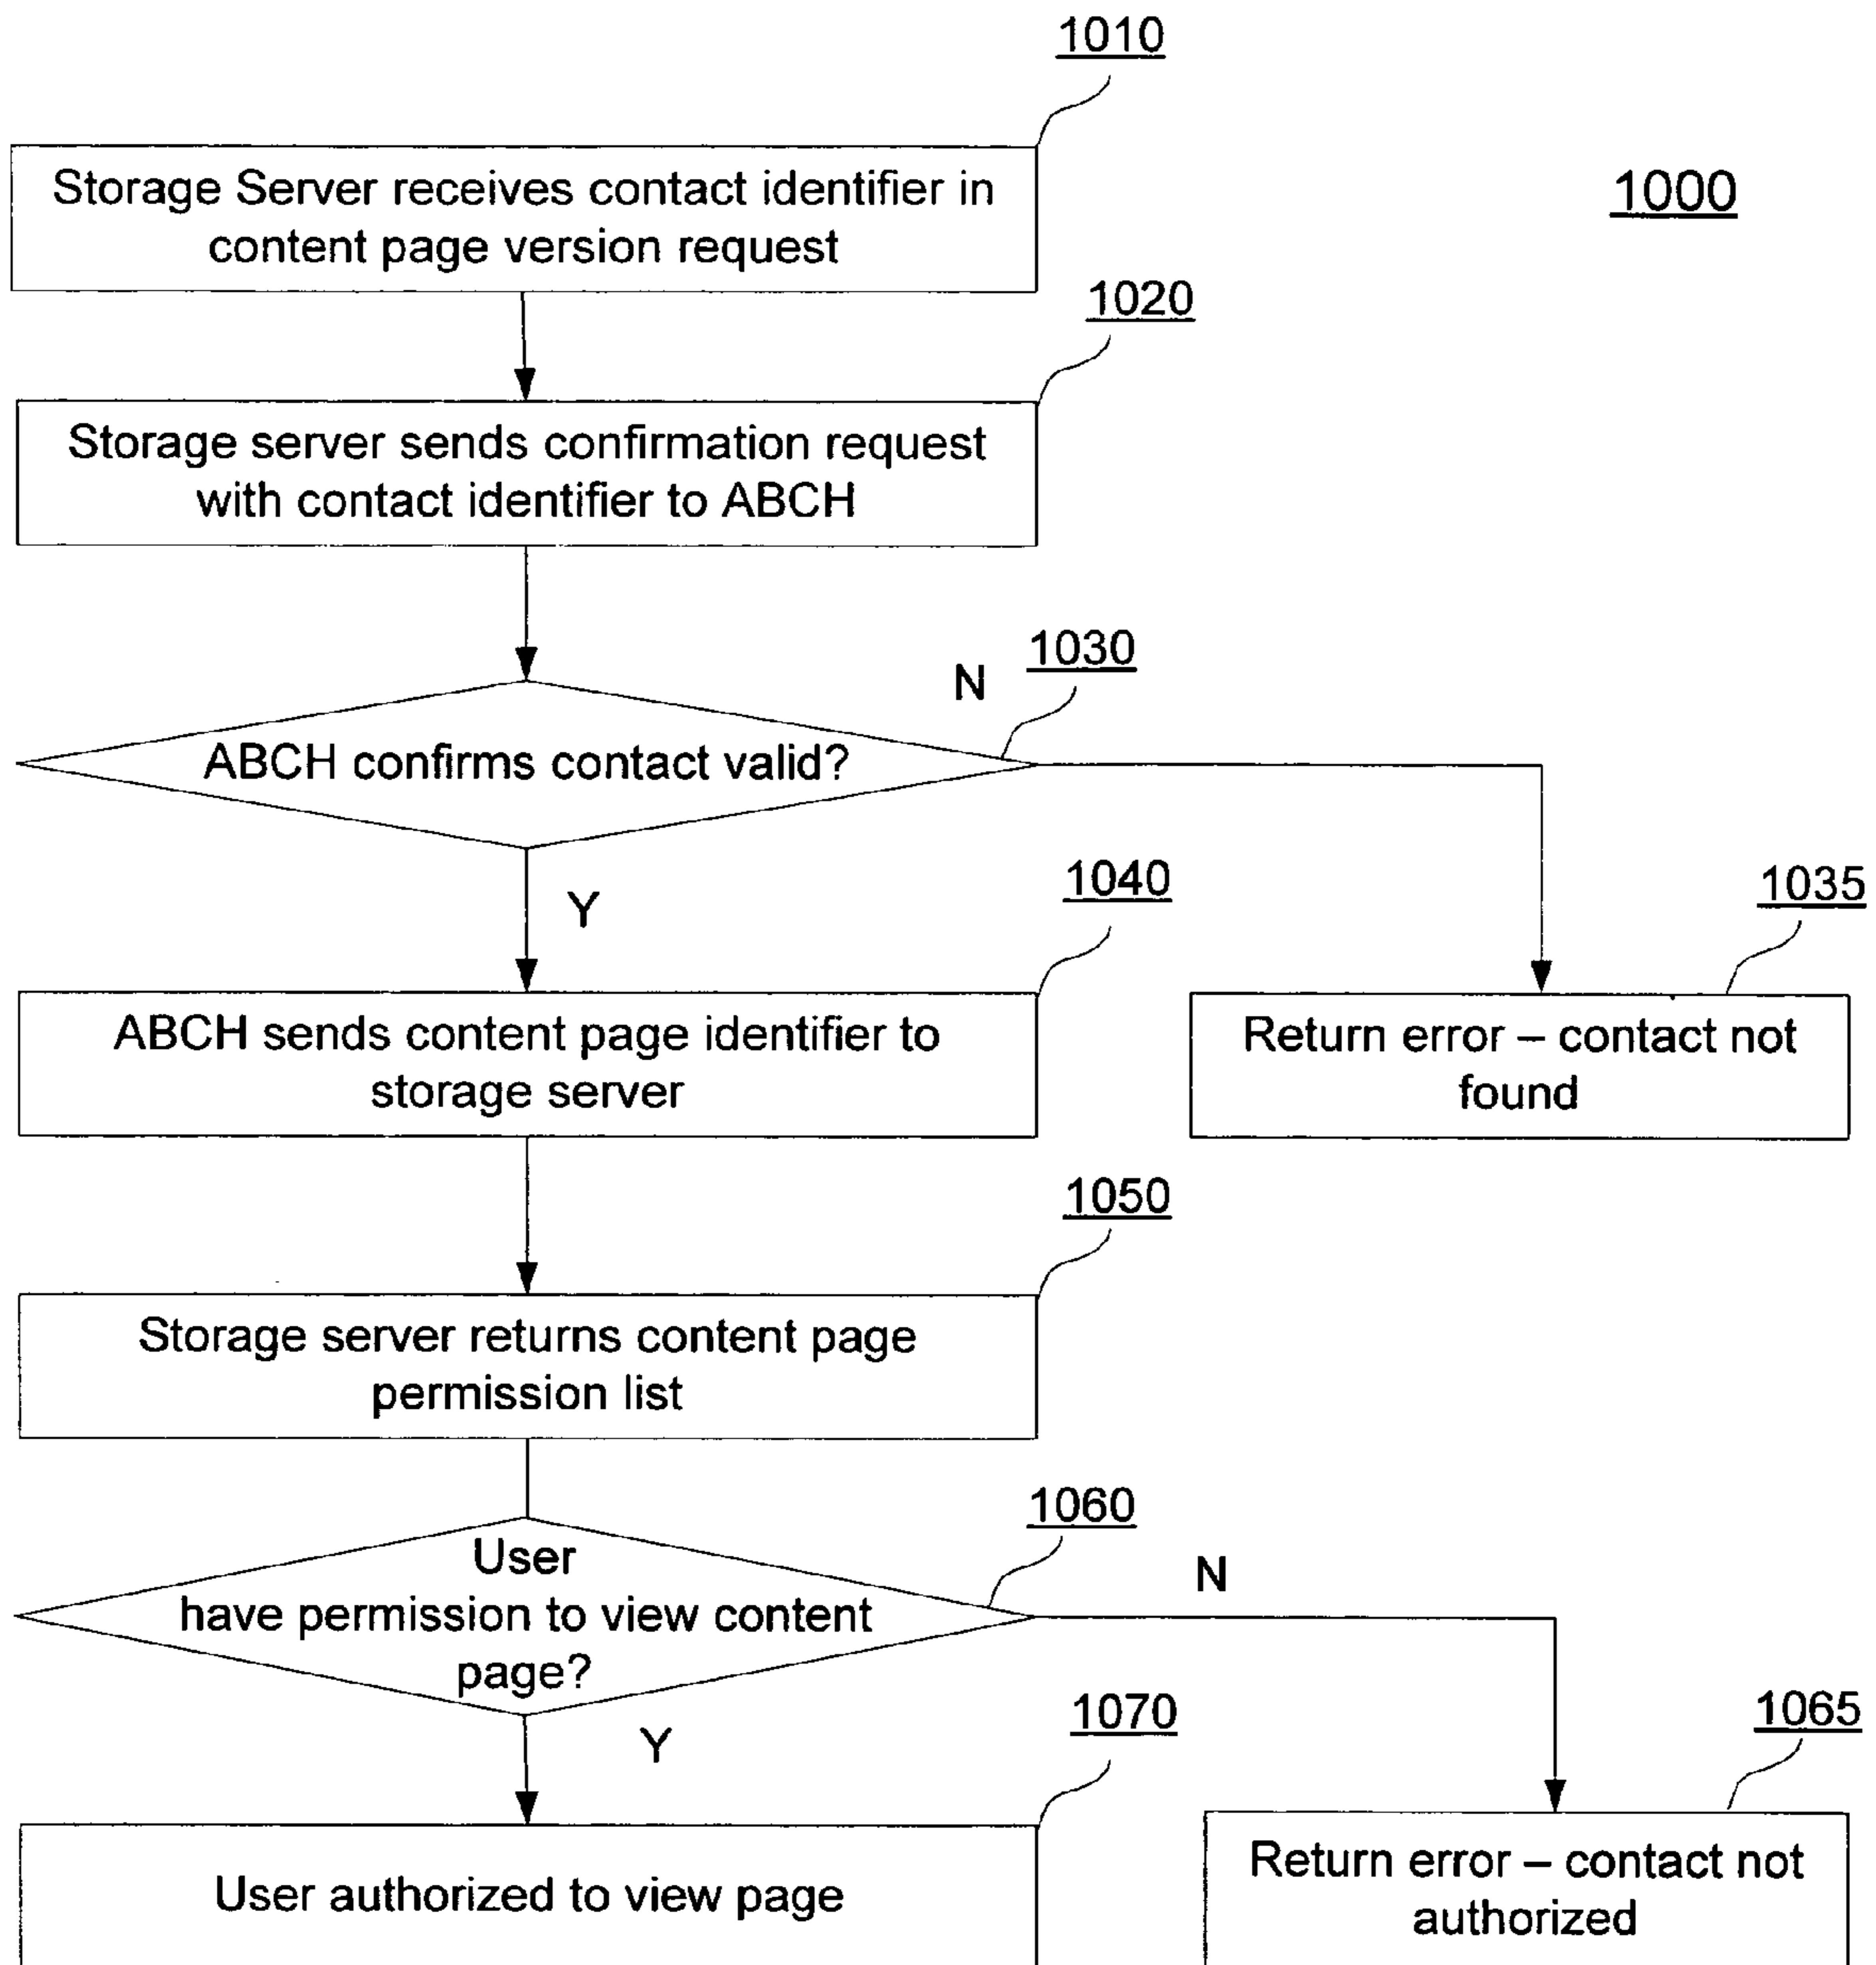 1010
Storage Server receives contact identifier in
content page version request
1000
1020
Storage server sends confirmation request
with contact identifier to ABCH
1030
N
ABCH confirms contact valid?
Y
1040
1035
ABCH sends content page identifier to
storage server
Return error – contact not
found
1050
Storage server returns content page
permission list
1060
User
have permission to view content
page?
N
Y
1070
1065
User authorized to view page
Return error – contact not
authorized